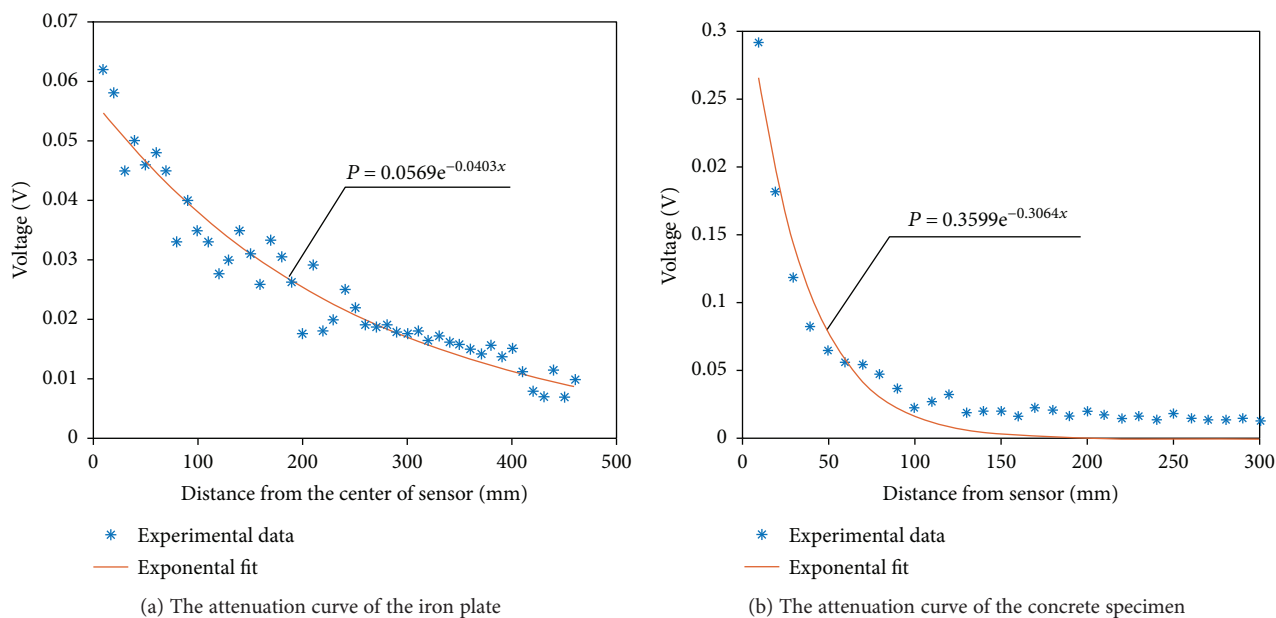 0.07
0.06
0.05
0.04
0.03
0.02
0.01
0
Voltage (V)
P = 0.0569e^−0.0403x
0 100 200 300 400 500
Distance from the center of sensor (mm)
Experimental data
Exponental fit
(a) The attenuation curve of the iron plate
0.3
0.25
0.2
0.15
0.1
0.05
0
Voltage (V)
P = 0.3599e^−0.3064x
0 50 100 150 200 250 300
Distance from sensor (mm)
Experimental data
Exponental fit
(b) The attenuation curve of the concrete specimen